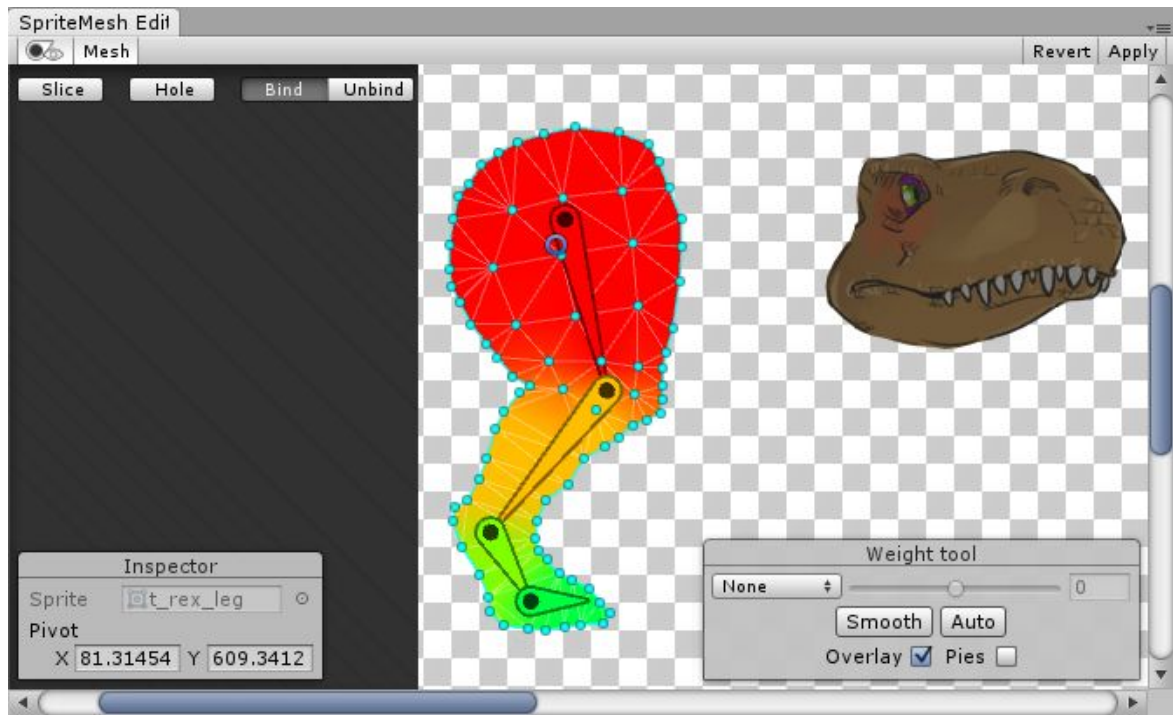 SpriteMesh Edit
Mesh Revert Apply
Slice Hole Bind Unbind
Inspector
Sprite t_rex_leg
Pivot
X 81.31454 Y 609.3412
Weight tool
None 0
Smooth Auto
Overlay Pies